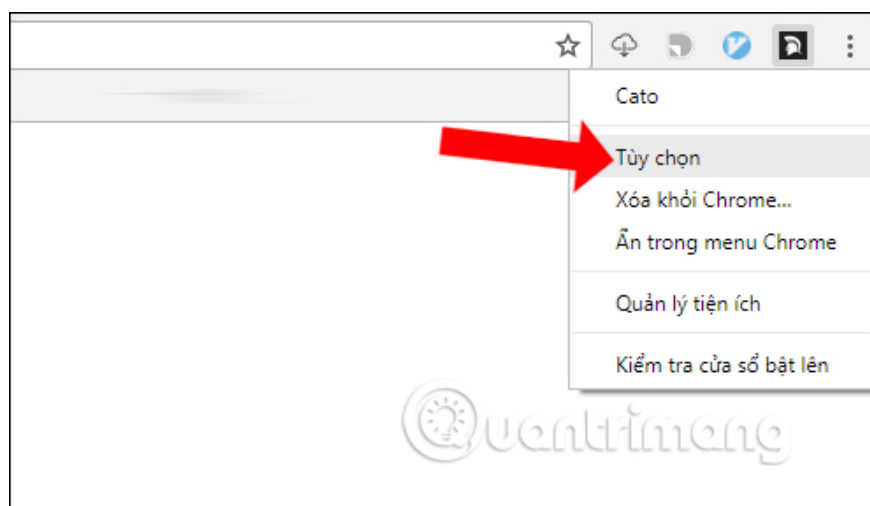 Cato
Tùy chọn
Xóa khỏi Chrome...
Ẩn trong menu Chrome
Quản lý tiện ích
Kiểm tra cửa sổ bật lên
Quantrimang